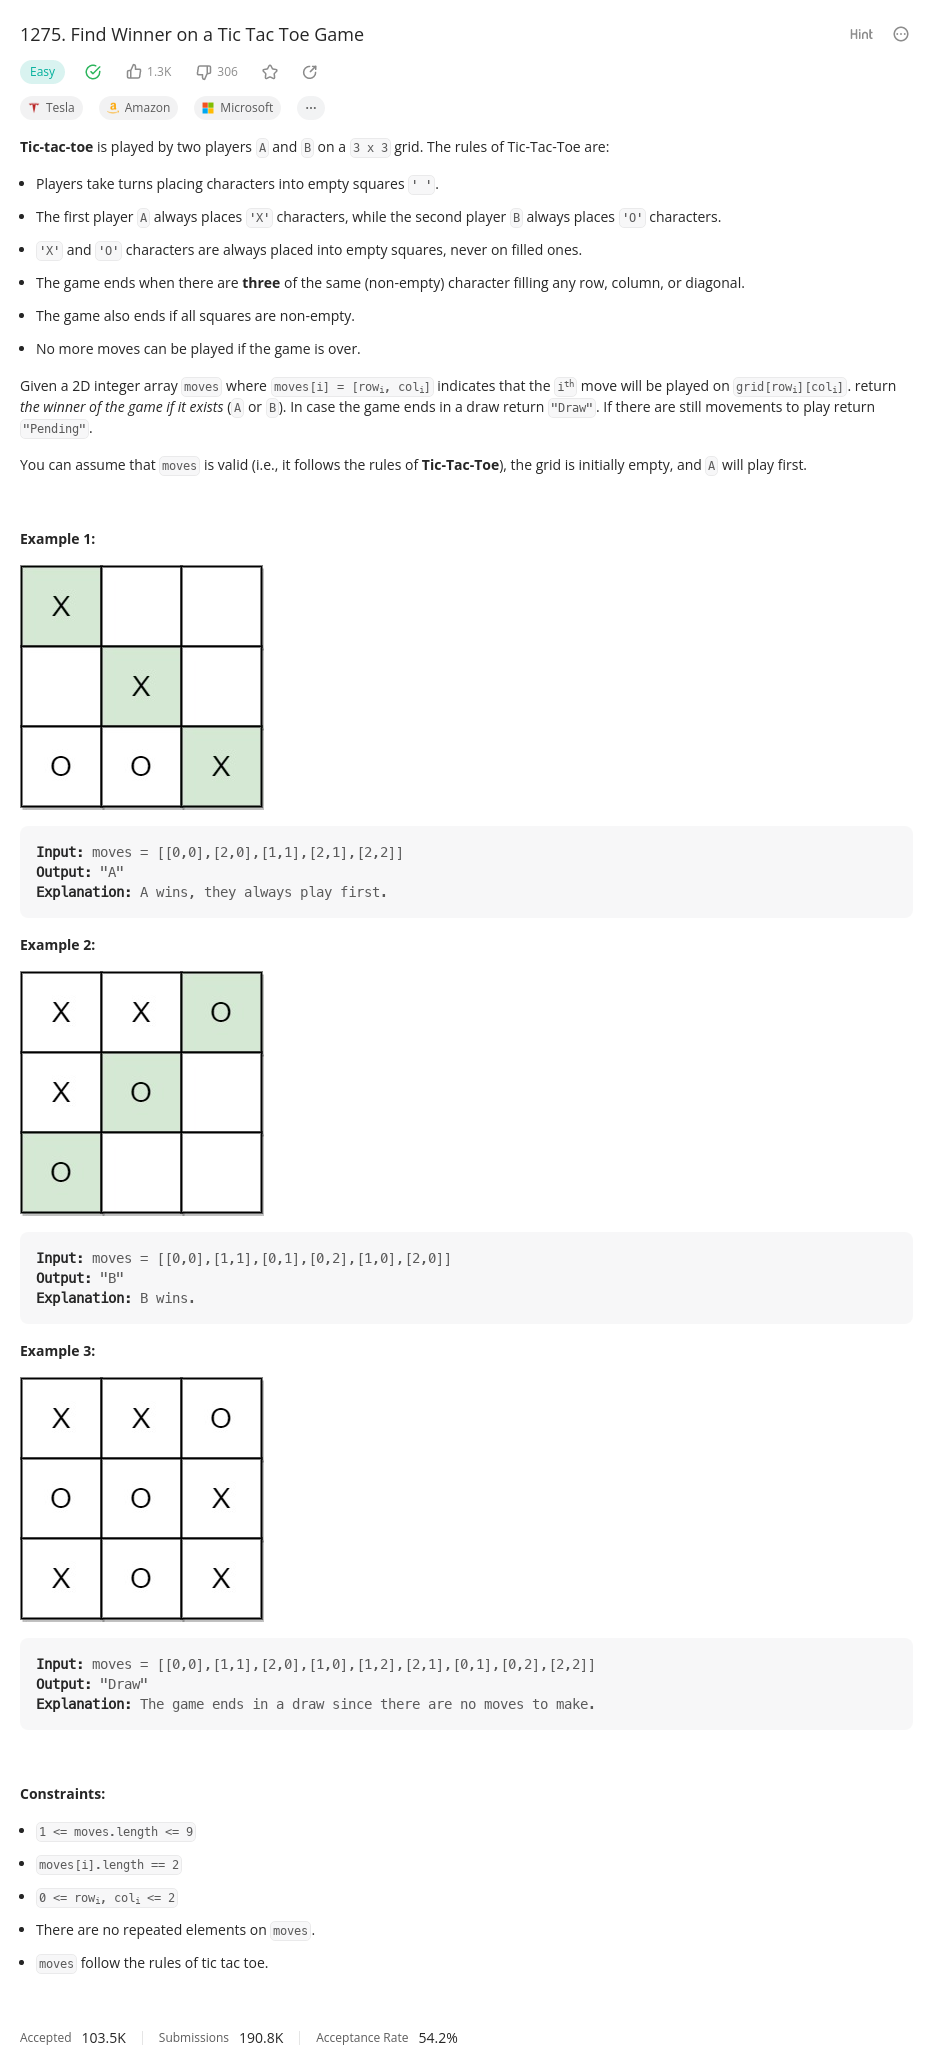 1275. Find Winner on a Tic Tac Toe Game
Hint
Easy
1.3K
306
Tesla
Amazon
Microsoft
Tic-tac-toe is played by two players A and B on a 3 x 3 grid. The rules of Tic-Tac-Toe are:
• Players take turns placing characters into empty squares ' '.
• The first player A always places 'X' characters, while the second player B always places 'O' characters.
• 'X' and 'O' characters are always placed into empty squares, never on filled ones.
• The game ends when there are three of the same (non-empty) character filling any row, column, or diagonal.
• The game also ends if all squares are non-empty.
• No more moves can be played if the game is over.
Given a 2D integer array moves where moves[i] = [rowi, coli] indicates that the ith move will be played on grid[rowi][coli]. return
the winner of the game if it exists (A or B). In case the game ends in a draw return "Draw". If there are still movements to play return
"Pending".
You can assume that moves is valid (i.e., it follows the rules of Tic-Tac-Toe), the grid is initially empty, and A will play first.
Example 1:
X
X
O O X
Input: moves = [[0,0],[2,0],[1,1],[2,1],[2,2]]
Output: "A"
Explanation: A wins, they always play first.
Example 2:
X X O
X O
O
Input: moves = [[0,0],[1,1],[0,1],[0,2],[1,0],[2,0]]
Output: "B"
Explanation: B wins.
Example 3:
X X O
O O X
X O X
Input: moves = [[0,0],[1,1],[2,0],[1,0],[1,2],[2,1],[0,1],[0,2],[2,2]]
Output: "Draw"
Explanation: The game ends in a draw since there are no moves to make.
Constraints:
• 1 <= moves.length <= 9
• moves[i].length == 2
• 0 <= rowi, coli <= 2
• There are no repeated elements on moves.
• moves follow the rules of tic tac toe.
Accepted 103.5K Submissions 190.8K Acceptance Rate 54.2%